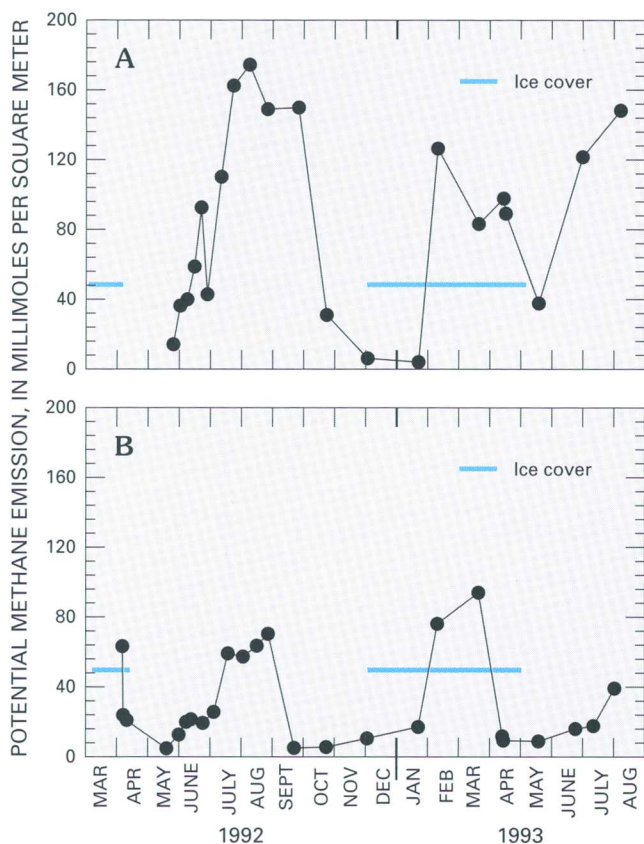 POTENTIAL METHANE EMISSION, IN MILLIMOLES PER SQUARE METER
200
160
120
80
40
0
A
Ice cover
200
160
120
80
40
0
B
Ice cover
MAR
APR
MAY
JUNE
JULY
AUG
SEPT
OCT
NOV
DEC
JAN
FEB
MAR
APR
MAY
JUNE
JULY
AUG
1992
1993